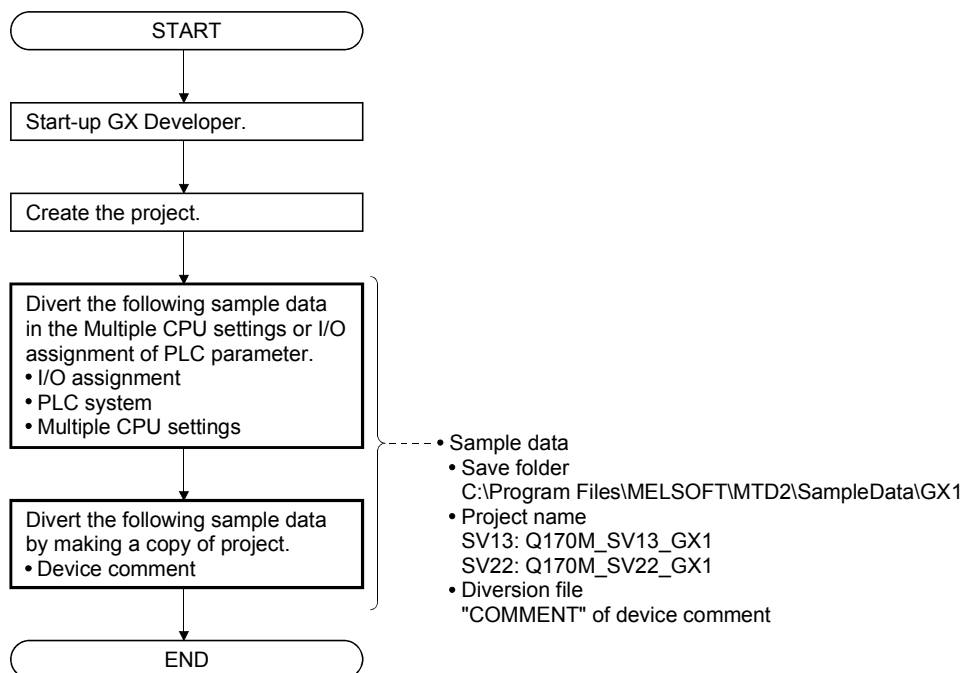 START
Start-up GX Developer.
Create the project.
Divert the following sample data
in the Multiple CPU settings or I/O
assignment of PLC parameter.
• I/O assignment
• PLC system
• Multiple CPU settings
Divert the following sample data
by making a copy of project.
• Device comment
END
• Sample data
• Save folder
C:\Program Files\MELSOFT\MTD2\SampleData\GX1
• Project name
SV13: Q170M_SV13_GX1
SV22: Q170M_SV22_GX1
• Diversion file
"COMMENT" of device comment